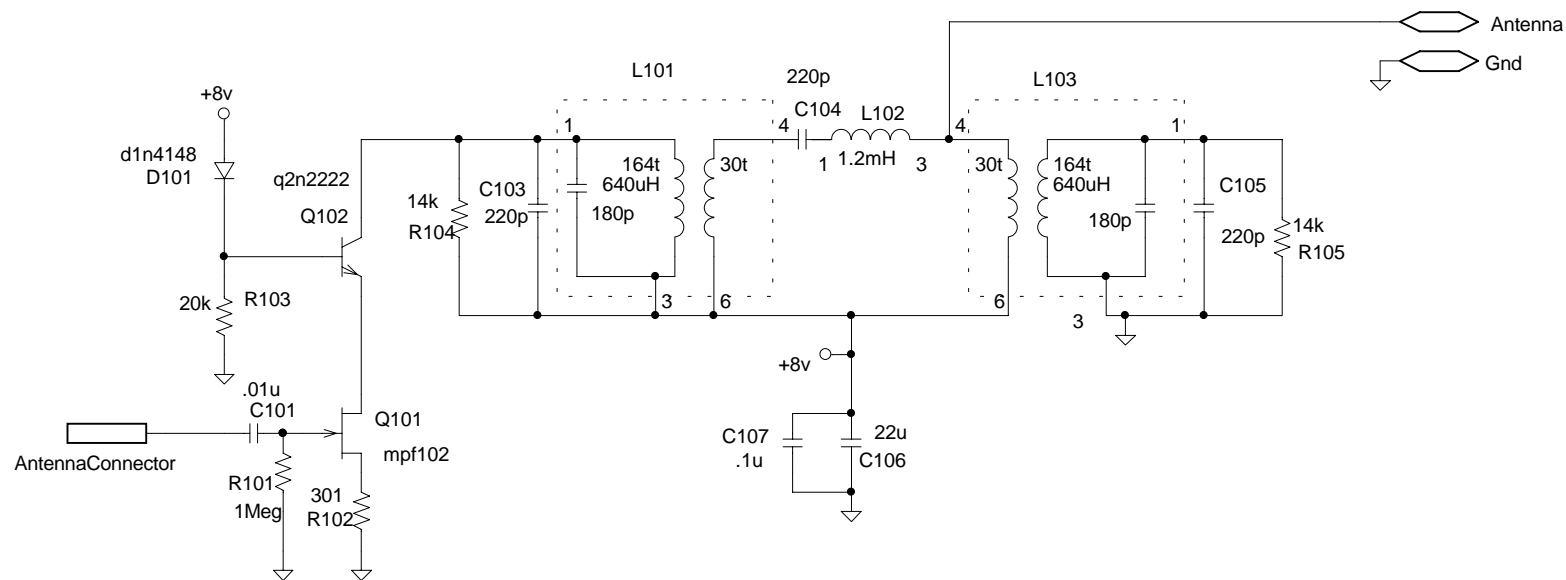 Antenna
Gnd
L101
220p
C104
L102
1.2mH
L103
+8v
1
4
1
3
4
1
d1n4148
D101
q2n2222
Q102
14k
R104
C103
220p
180p
164t
640uH
30t
30t
164t
640uH
180p
C105
220p
14k
R105
20k
R103
3
6
6
3
+8v
.01u
C101
Q101
mpf102
AntennaConnector
R101
1Meg
301
R102
C107
.1u
22u
C106